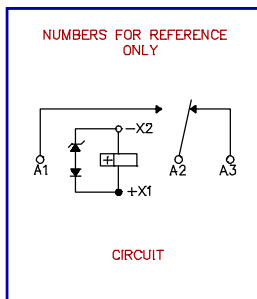 NUMBERS FOR REFERENCE
ONLY
-X2
+
A1
A2
A3
+X1
CIRCUIT